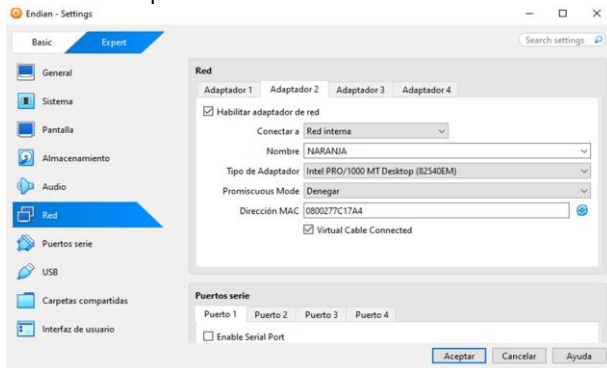 Endian - Settings
Basic Expert Search settings
General
Sistema
Pantalla
Almacenamiento
Audio
Red
Puertos serie
USB
Carpetas compartidas
Interfaz de usuario
Red
Adaptador 1 Adaptador 2 Adaptador 3 Adaptador 4
Habilitar adaptador de red
Conectar a Red interna
Nombre NARANJA
Tipo de Adaptador Intel PRO/1000 MT Desktop (82540EM)
Promiscuous Mode Denegar
Dirección MAC 0800277C17A4
Virtual Cable Connected
Puertos serie
Puerto 1 Puerto 2 Puerto 3 Puerto 4
Enable Serial Port
Aceptar Cancelar Ayuda